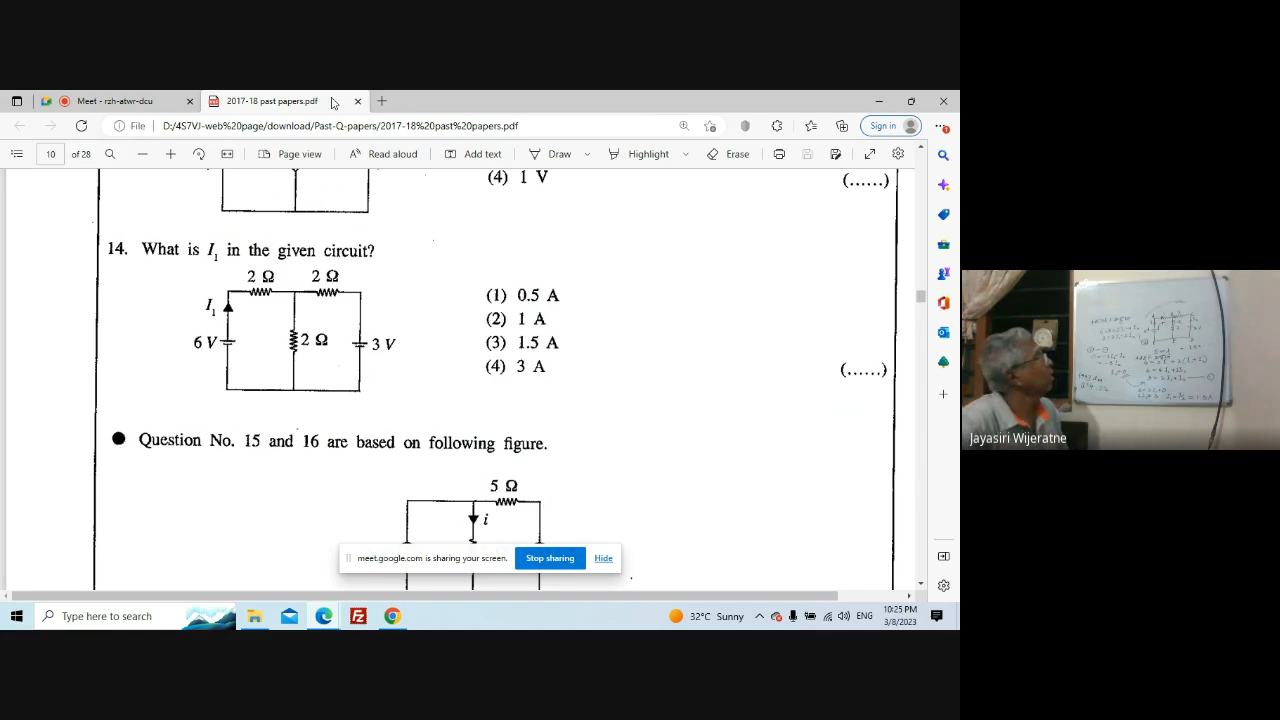 Meet - rzh-atwr-dcu
2017-18 past papers.pdf
File
D:/4S7VJ-web%20page/download/Past-Q-papers/2017-18%20past%20papers.pdf
Sign in
10 of 28
Page view
Read aloud
Add text
Draw
Highlight
Erase
(4) 1 V
(......)
14. What is I₁ in the given circuit?
2 Ω 2 Ω
I₁
6 V
2 Ω
3 V
(1) 0.5 A
(2) 1 A
(3) 1.5 A
(4) 3 A
(......)
Question No. 15 and 16 are based on following figure.
5 Ω
i
meet.google.com is sharing your screen.
Stop sharing
Hide
Jayasiri Wijeratne
Type here to search
32°C Sunny
ENG
10:25 PM
3/8/2023